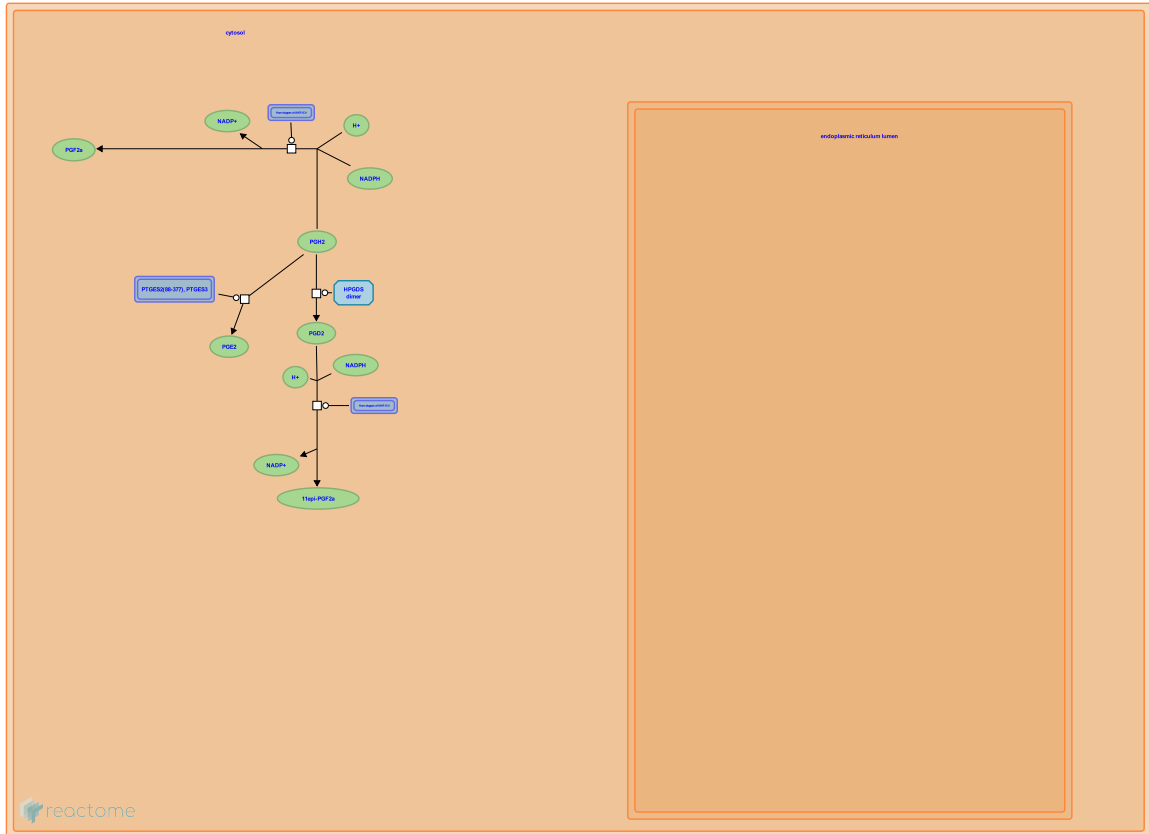 cytosol
NADP+
H+
PGF2a
NADPH
PGH2
endoplasmic reticulum lumen
PTGES2(88-377), PTGES3
HPGDS
dimer
PGD2
PGE2
NADPH
H+
NADP+
11epi-PGF2a
reactome